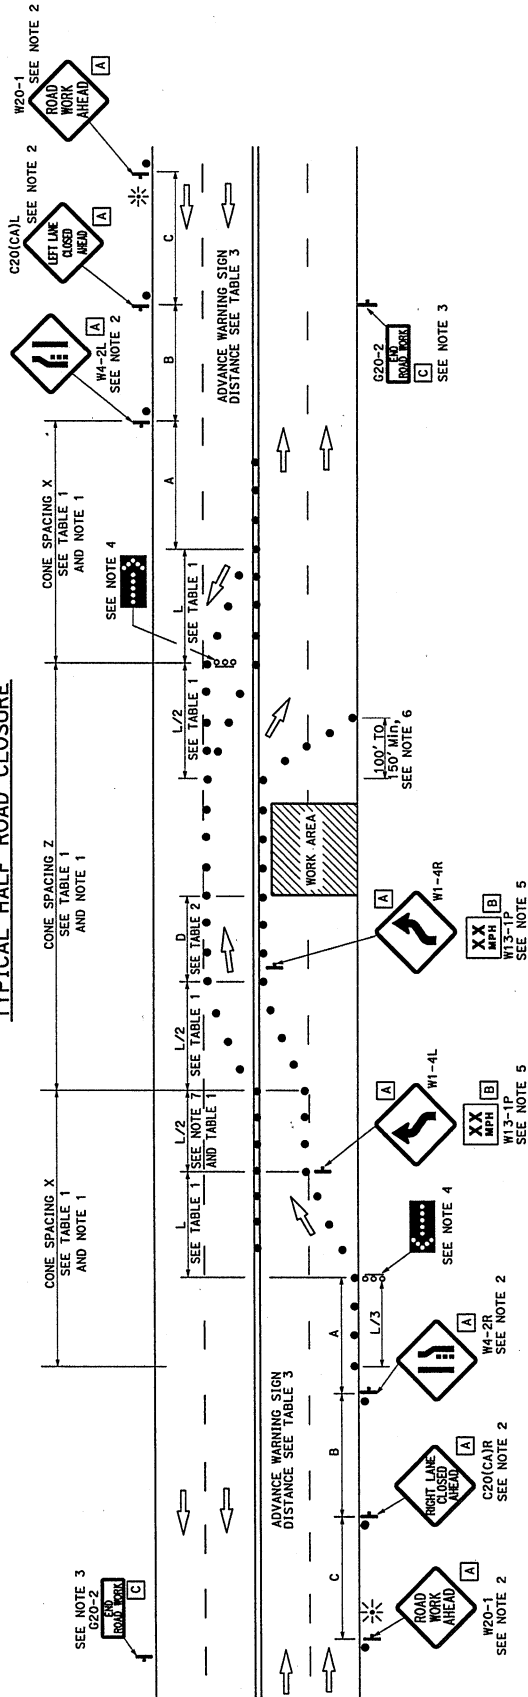 TYPICAL HALF ROAD CLOSURE
SEE NOTE 3
G20-2
END
ROAD WORK
C
CONE SPACING X
SEE TABLE 1
AND NOTE 1
CONE SPACING Z
SEE TABLE 1
AND NOTE 1
CONE SPACING X
SEE TABLE 1
AND NOTE 1
SEE NOTE 4
W4-2L
SEE NOTE 2
A
C20(CA)L
SEE NOTE 2
LEFT LANE
CLOSED
AHEAD
A
W20-1
SEE NOTE 2
ROAD
WORK
AHEAD
A
L
SEE TABLE 1
L/2
SEE NOTE 7
AND TABLE 1
L/2
SEE TABLE 1
D
SEE TABLE 2
L/2
SEE TABLE 1
L
SEE TABLE 1
A
B
C
ADVANCE WARNING SIGN
DISTANCE SEE TABLE 3
ADVANCE WARNING SIGN
DISTANCE SEE TABLE 3
WORK AREA
100' TO
150' Min,
SEE NOTE 6
C
B
A
L/3
ROAD
WORK
AHEAD
A
W20-1
SEE NOTE 2
RIGHT LANE
CLOSED
AHEAD
A
C20(CA)R
SEE NOTE 2
A
W4-2R
SEE NOTE 2
SEE NOTE 4
A
W1-4L
XX
MPH
B
W13-1P
SEE NOTE 5
A
W1-4R
XX
MPH
B
W13-1P
SEE NOTE 5
G20-2
END
ROAD WORK
C
SEE NOTE 3